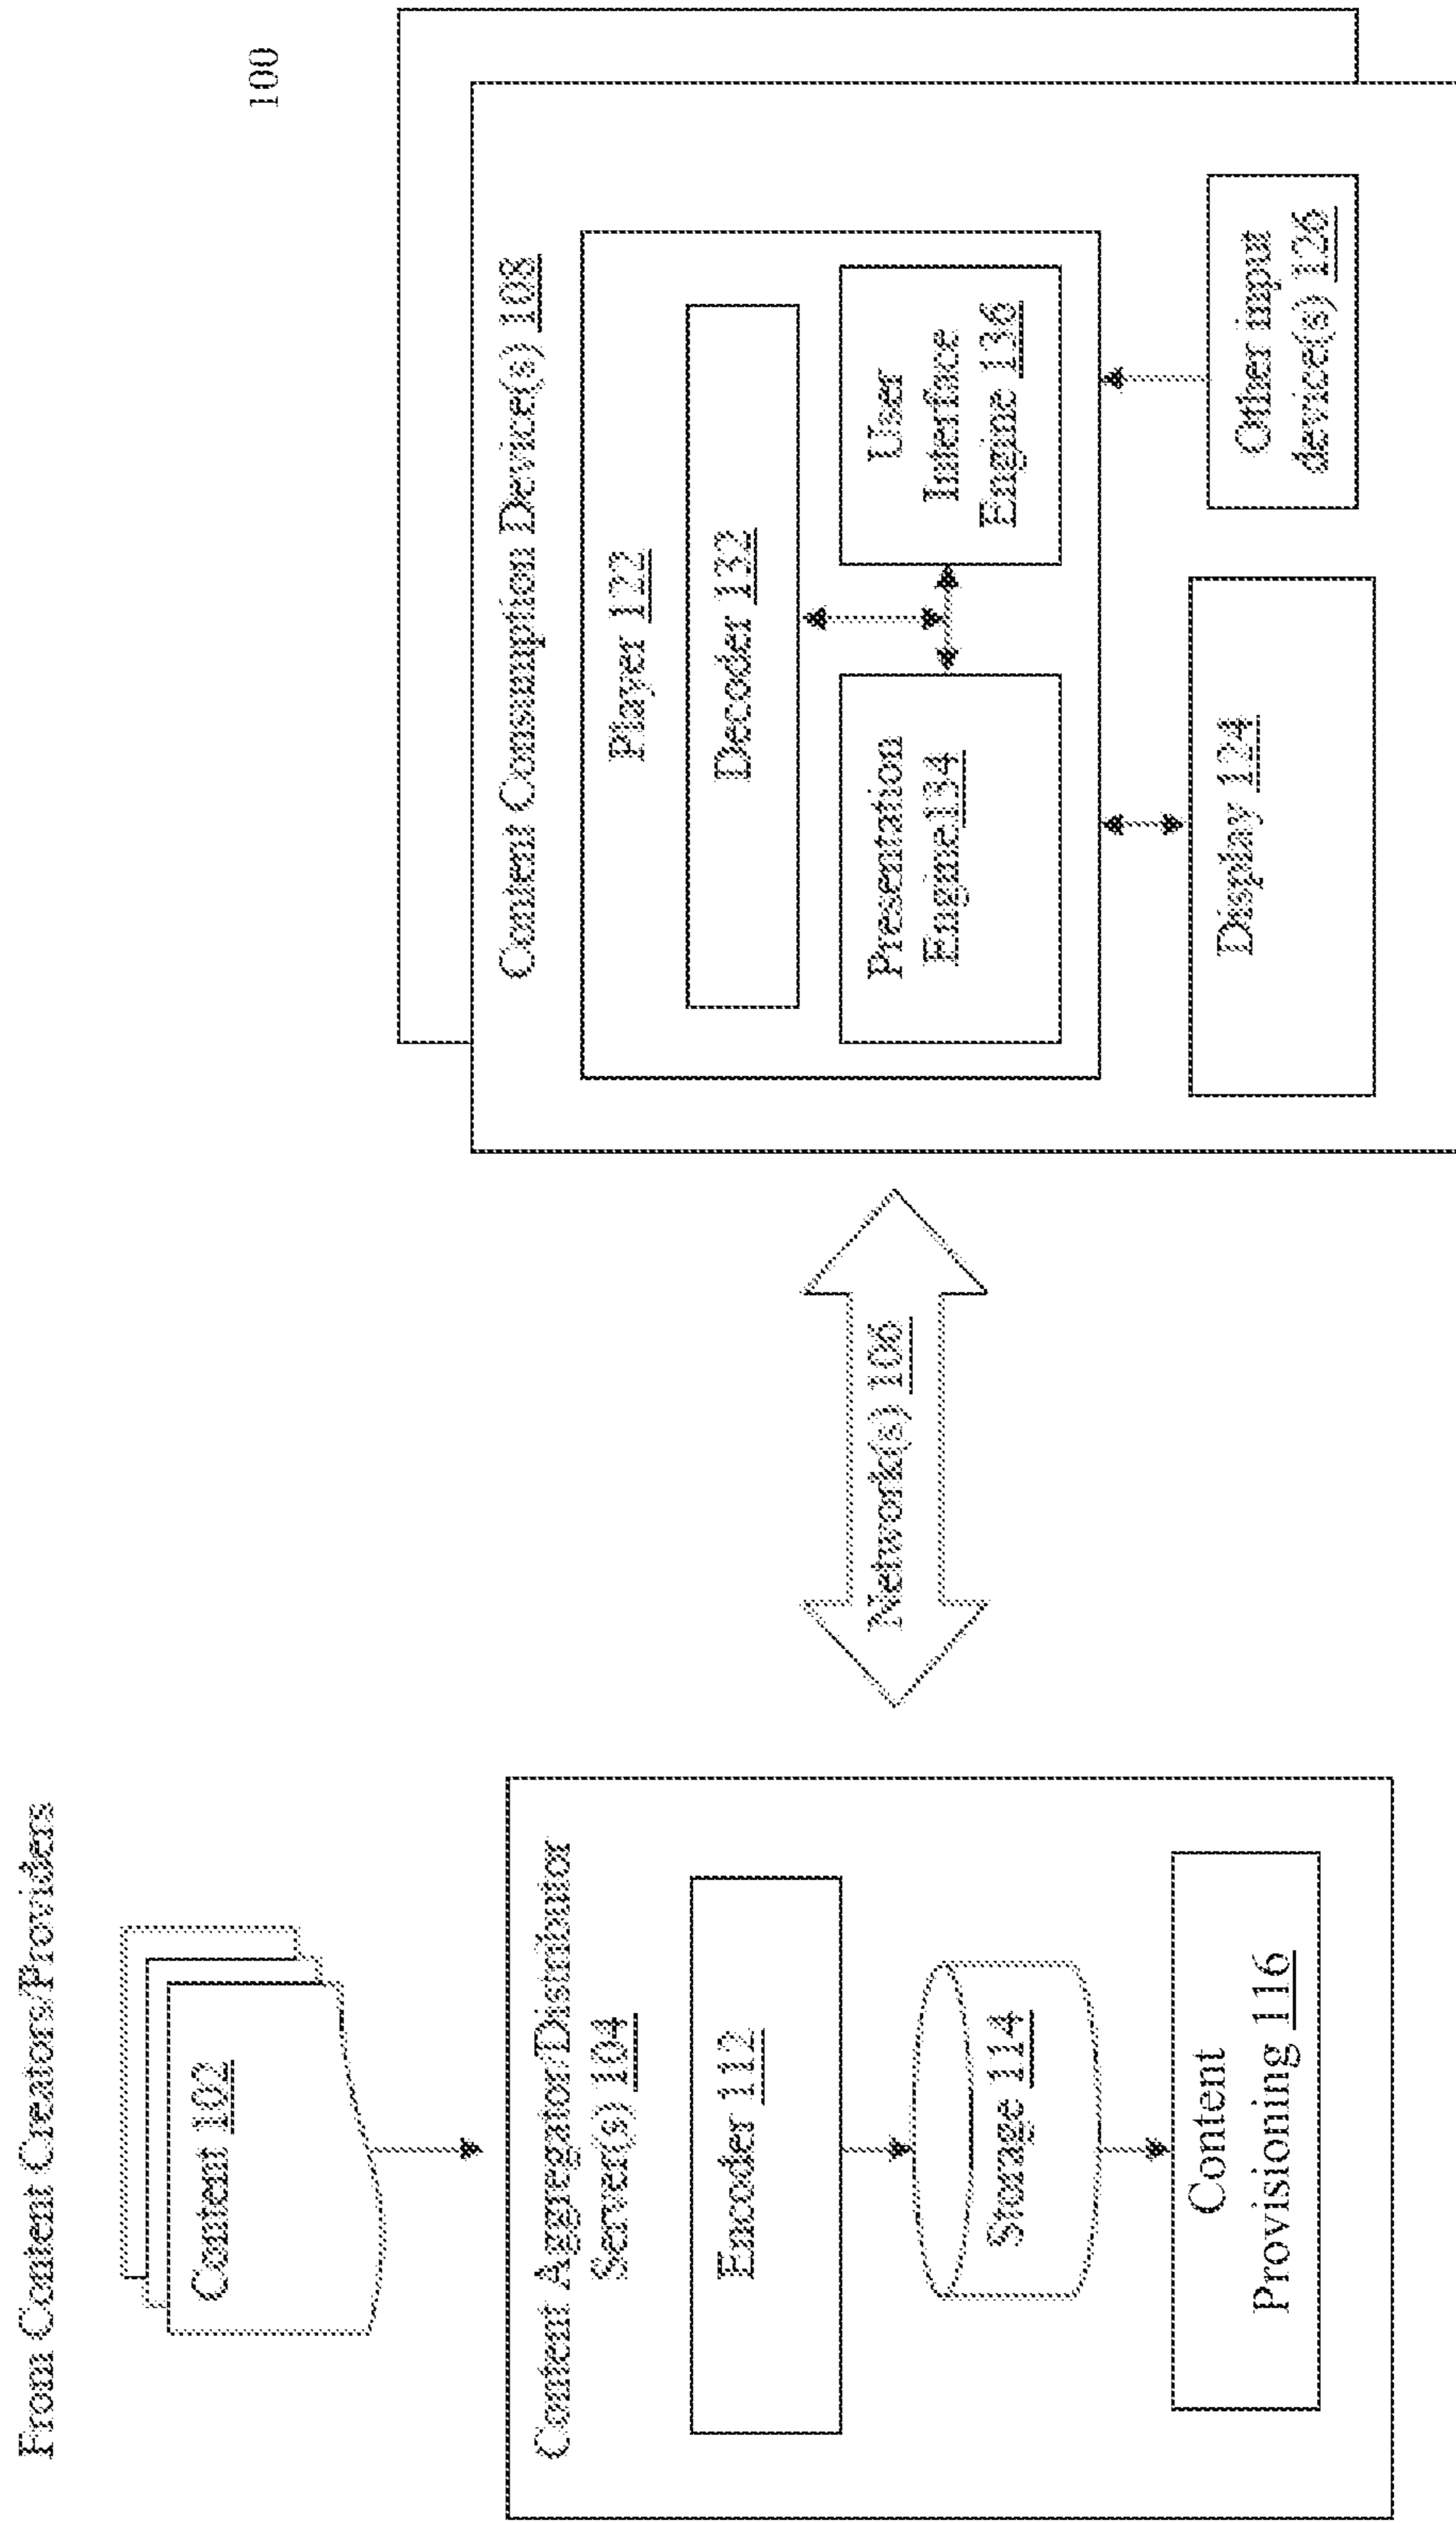 100
From Content Creators/Providers
Content 102
Content Aggregator/Distributor
Server(s) 104
Encoder 112
Storage 114
Content
Provisioning 116
Network(s) 106
Content Consumption Device(s) 108
Player 122
Decoder 132
Presentation
Engine134
User
Interface
Engine 136
Display 124
Other input
device(s) 126